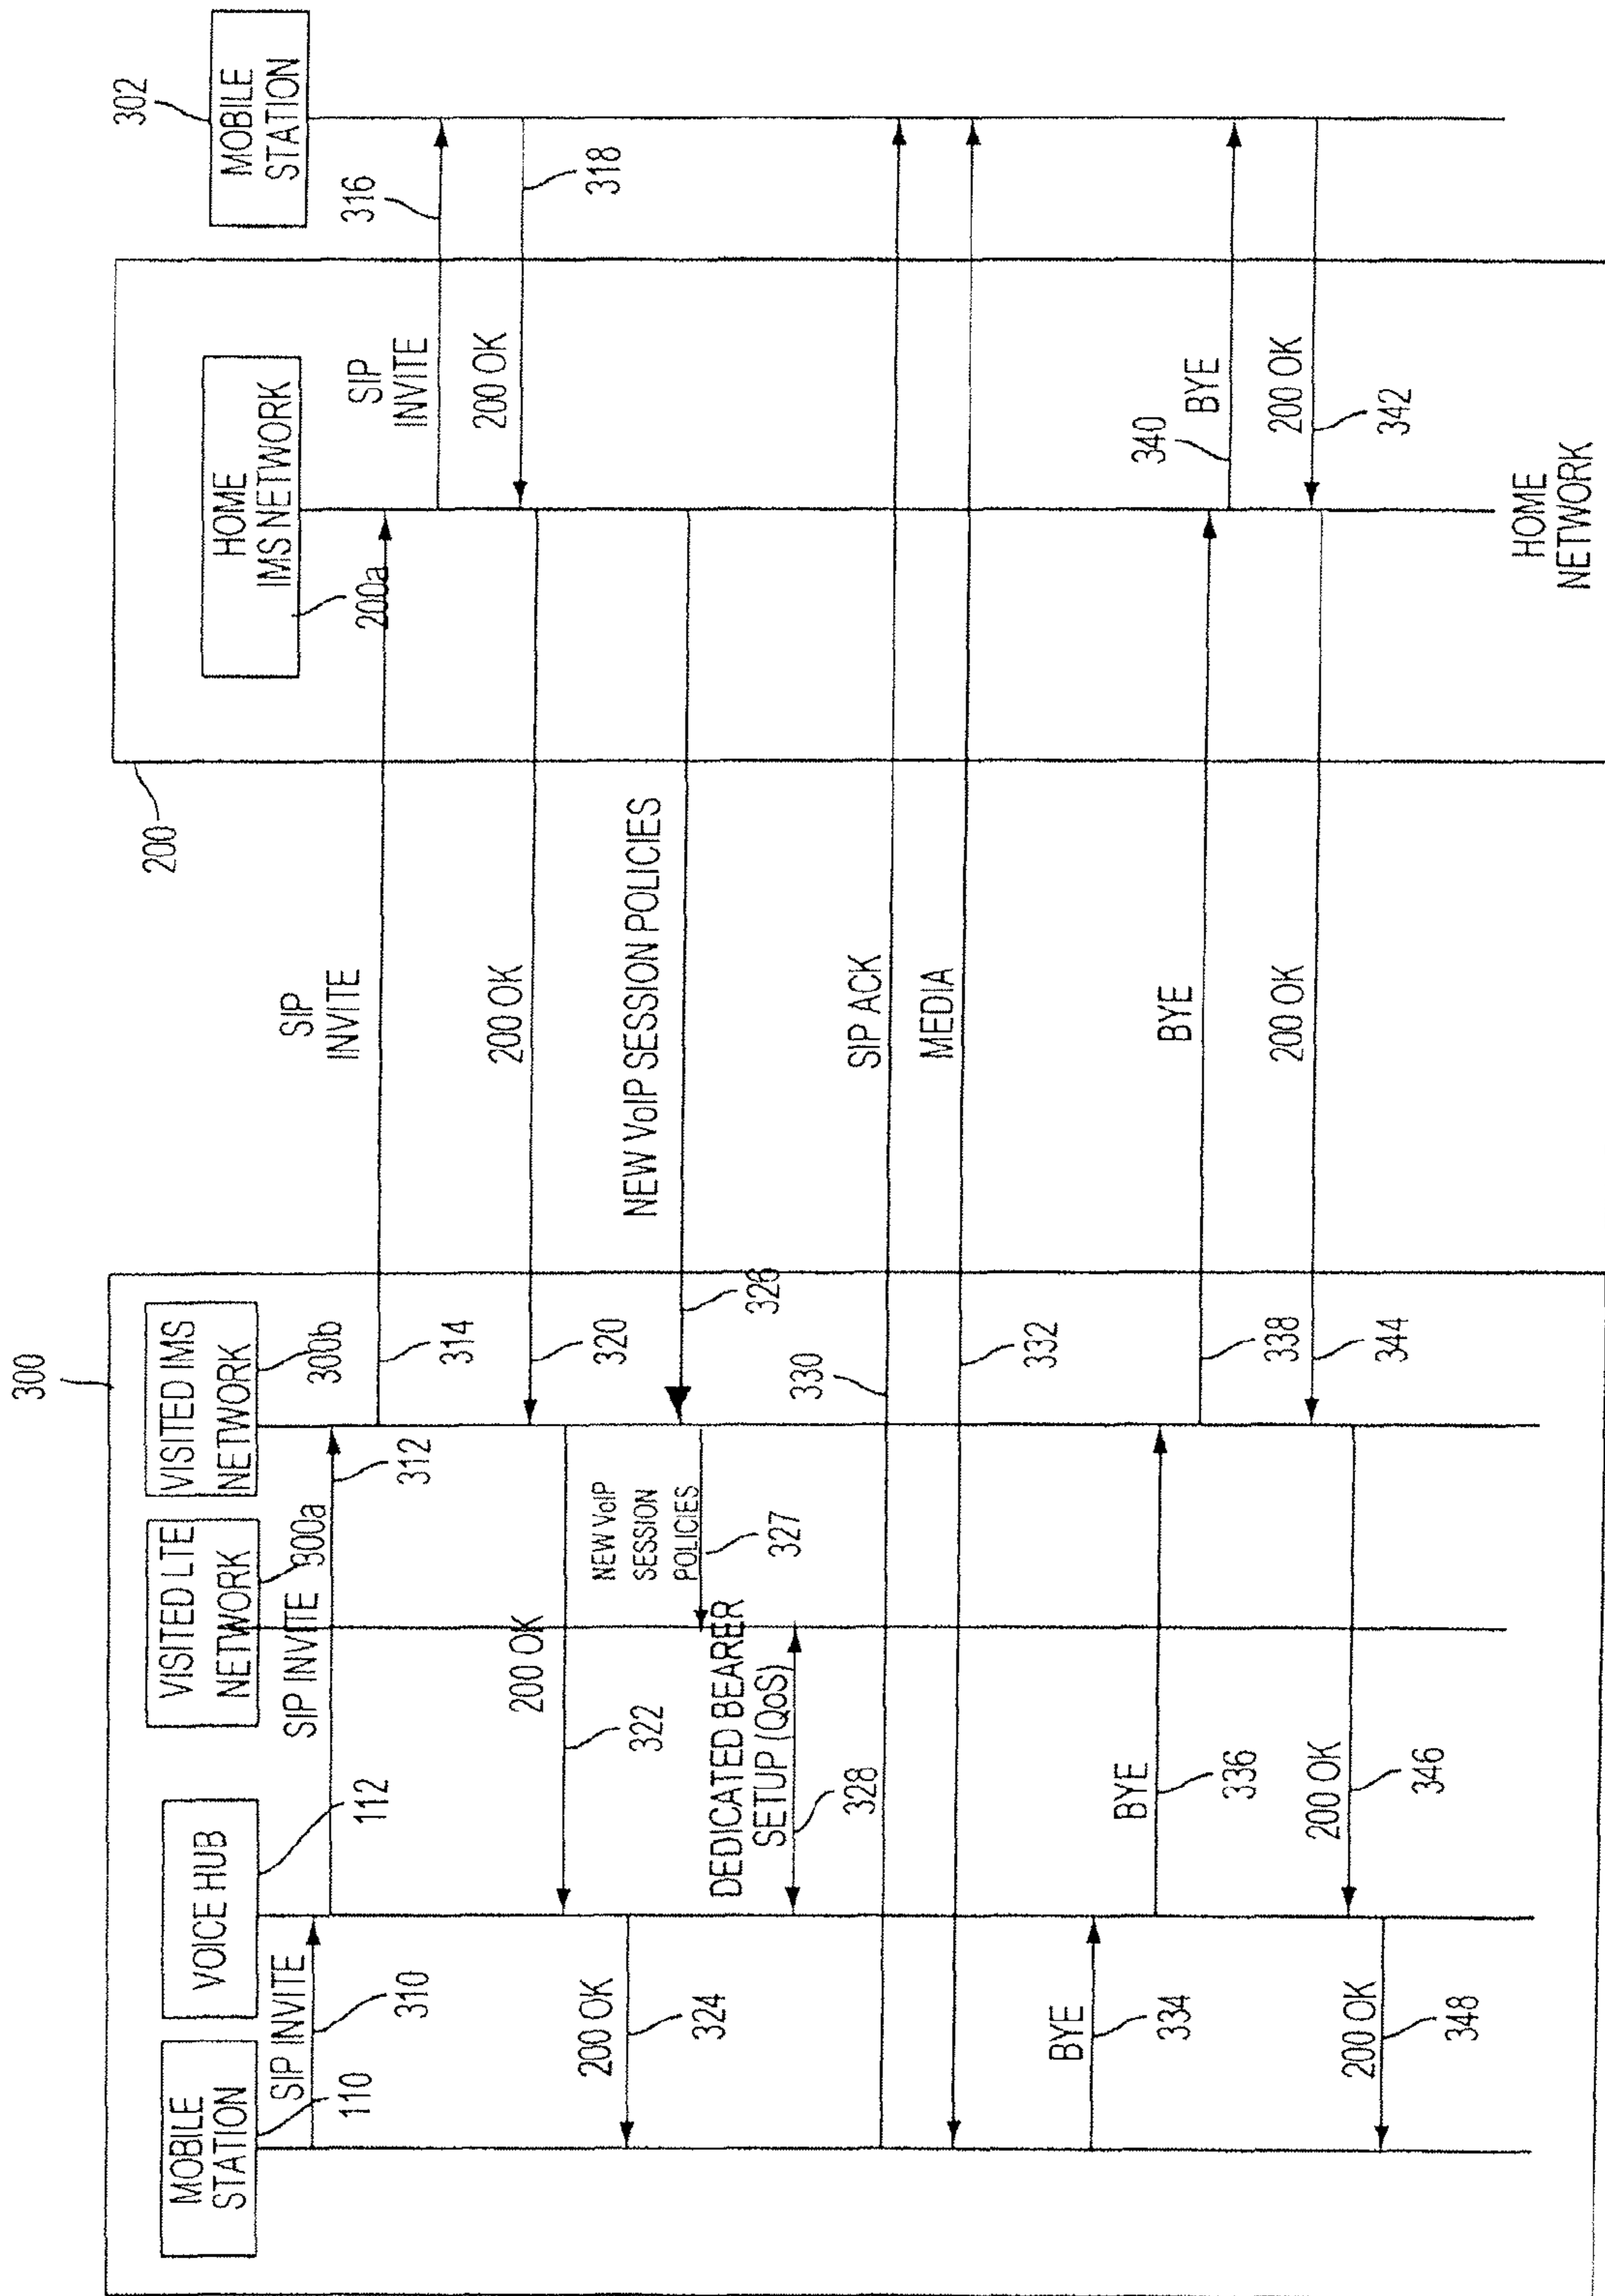 300
200
302
MOBILE
STATION
110
VOICE HUB
112
VISITED LTE
NETWORK
300a
VISITED IMS
NETWORK
300b
HOME
IMS NETWORK
200a
MOBILE
STATION
SIP INVITE
310
SIP INVITE
312
SIP
INVITE
314
SIP
INVITE
316
200 OK
318
200 OK
320
200 OK
322
200 OK
324
NEW VoIP SESSION POLICIES
326
NEW VoIP
SESSION
POLICIES
327
DEDICATED BEARER
SETUP (QoS)
328
SIP ACK
330
MEDIA
332
BYE
334
BYE
336
BYE
338
BYE
340
200 OK
342
200 OK
344
200 OK
346
200 OK
348
HOME
NETWORK